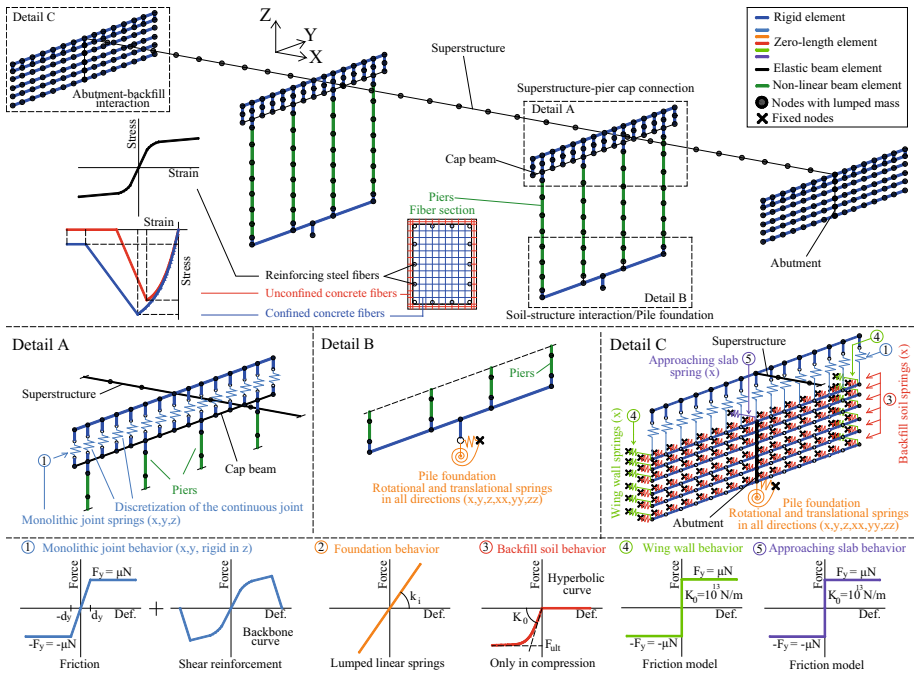 Detail C
Abutment-backfill
interaction
Z
Y
X
Superstructure
Rigid element
Zero-length element
Elastic beam element
Non-linear beam element
Nodes with lumped mass
Fixed nodes
Superstructure-pier cap connection
Detail A
Cap beam
Stress
Strain
Strain
Stress
Piers
Fiber section
Reinforcing steel fibers
Unconfined concrete fibers
Confined concrete fibers
Abutment
Detail B
Soil-structure interaction/Pile foundation
Detail A
Superstructure
1
Cap beam
Piers
Discretization of the continuous joint
Monolithic joint springs (x,y,z)
Detail B
Piers
Pile foundation
Rotational and translational springs
in all directions (x,y,z,xx,yy,zz)
Detail C
Superstructure
4
1
5
Approaching slab
spring (x)
3
Backfill soil springs (x)
Wing wall springs (x)
4
Pile foundation
Abutment
Rotational and translational springs
in all directions (x,y,z,xx,yy,zz)
1 Monolithic joint behavior (x,y, rigid in z)
Force
Fy = μN
-dy
dy
Def.
-Fy = -μN
Friction
+
Force
Def.
Backbone
curve
Shear reinforcement
2 Foundation behavior
Force
ki
Def.
Lumped linear springs
3 Backfill soil behavior
Force
Hyperbolic
curve
K0
Def.
Fult
Only in compression
4 Wing wall behavior
Force
Fy = μN
K0=10^13 N/m
Def.
-Fy = -μN
Friction model
5 Approaching slab behavior
Force
Fy = μN
K0=10^13 N/m
Def.
-Fy = -μN
Friction model